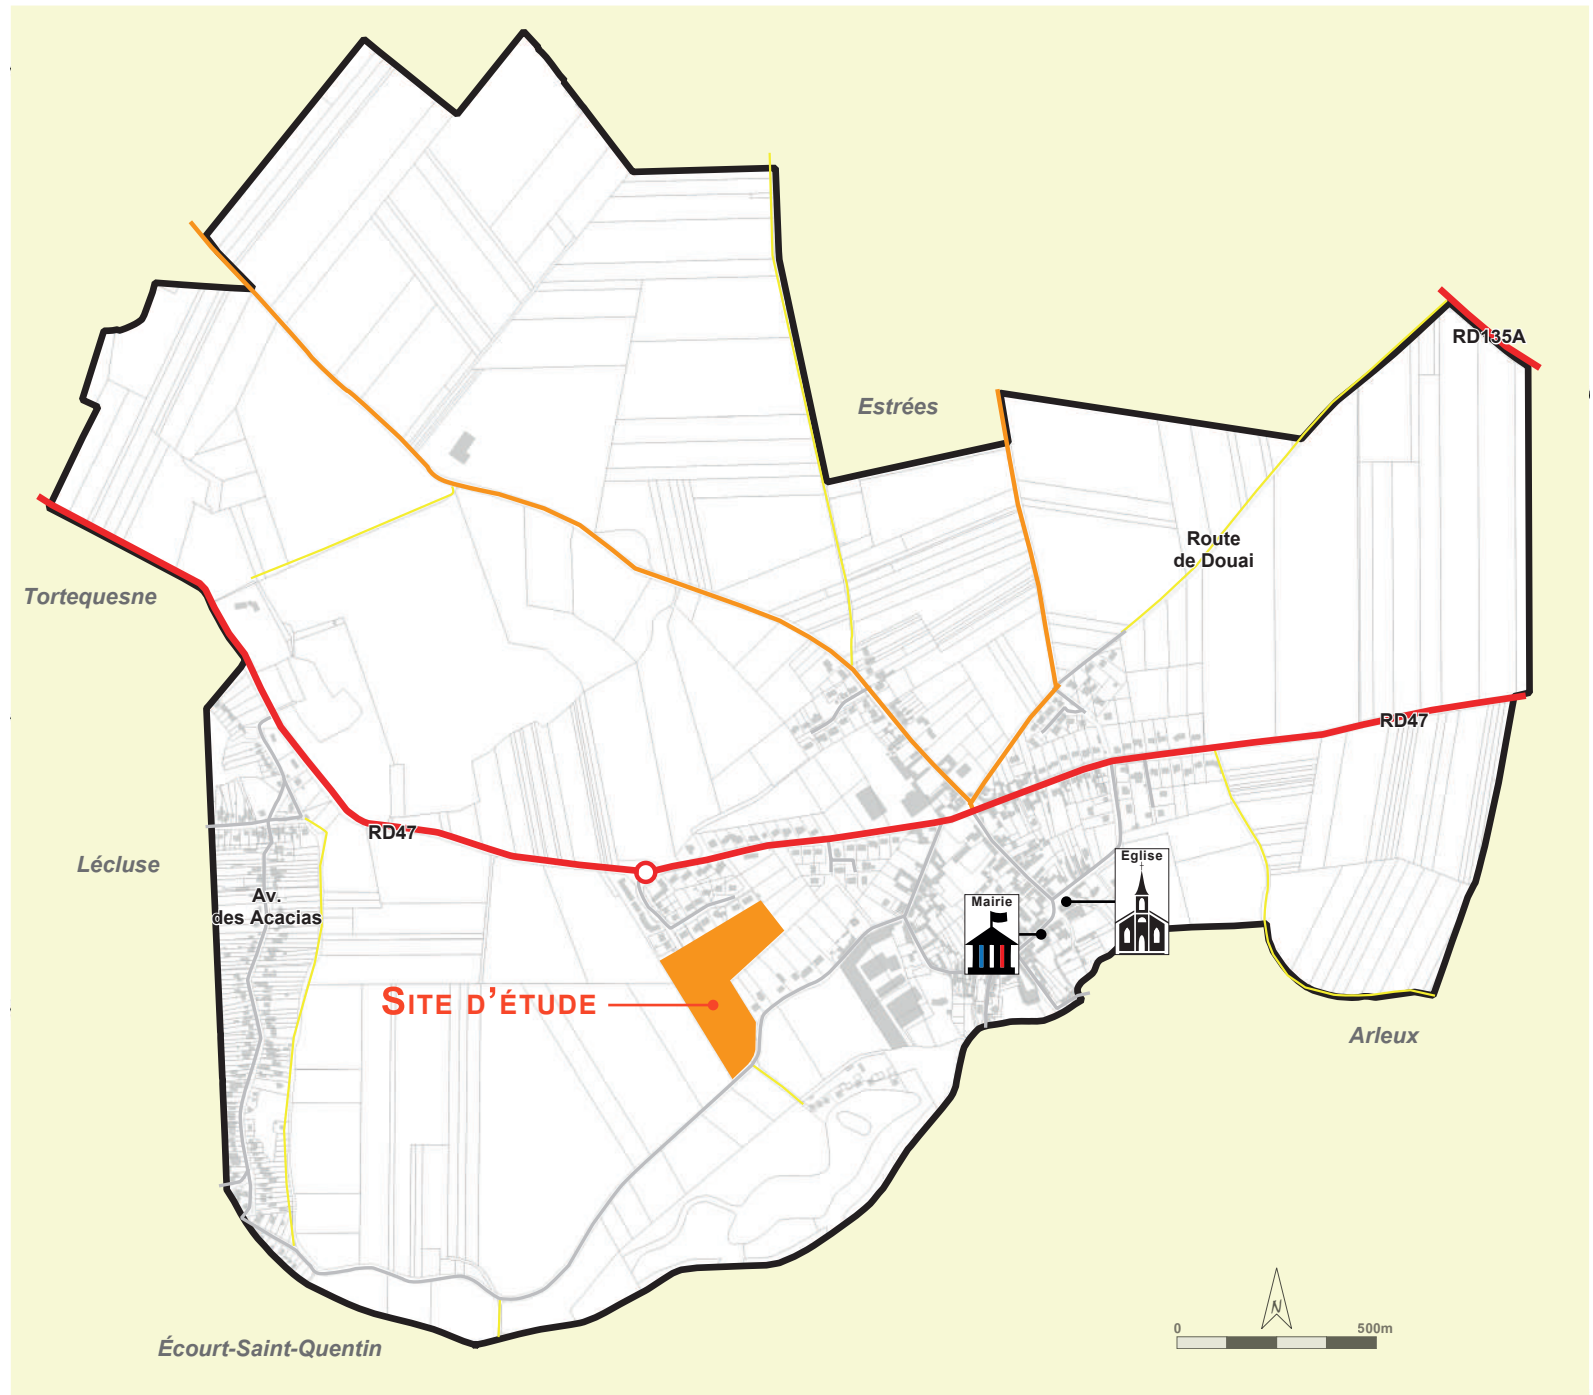 RD135A
Estrées
Route
de Douai
Tortequesne
RD47
RD47
Lécluse
Eglise
Av.
des Acacias
Mairie
SITE D'ÉTUDE
Arleux
N
0 500m
Écourt-Saint-Quentin